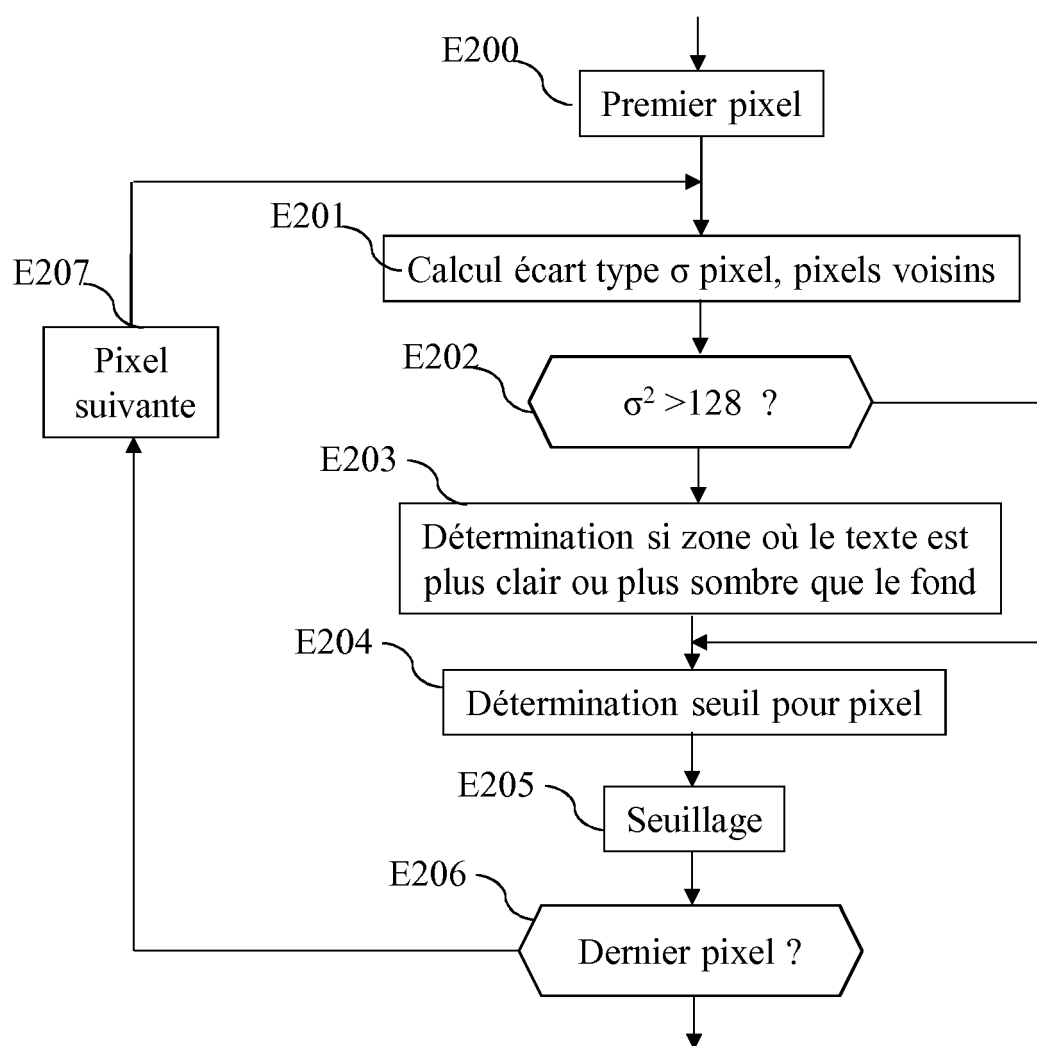 E200
Premier pixel
E201
Calcul écart type σ pixel, pixels voisins
E207
Pixel
suivante
E202
σ² >128 ?
E203
Détermination si zone où le texte est
plus clair ou plus sombre que le fond
E204
Détermination seuil pour pixel
E205
Seuillage
E206
Dernier pixel ?